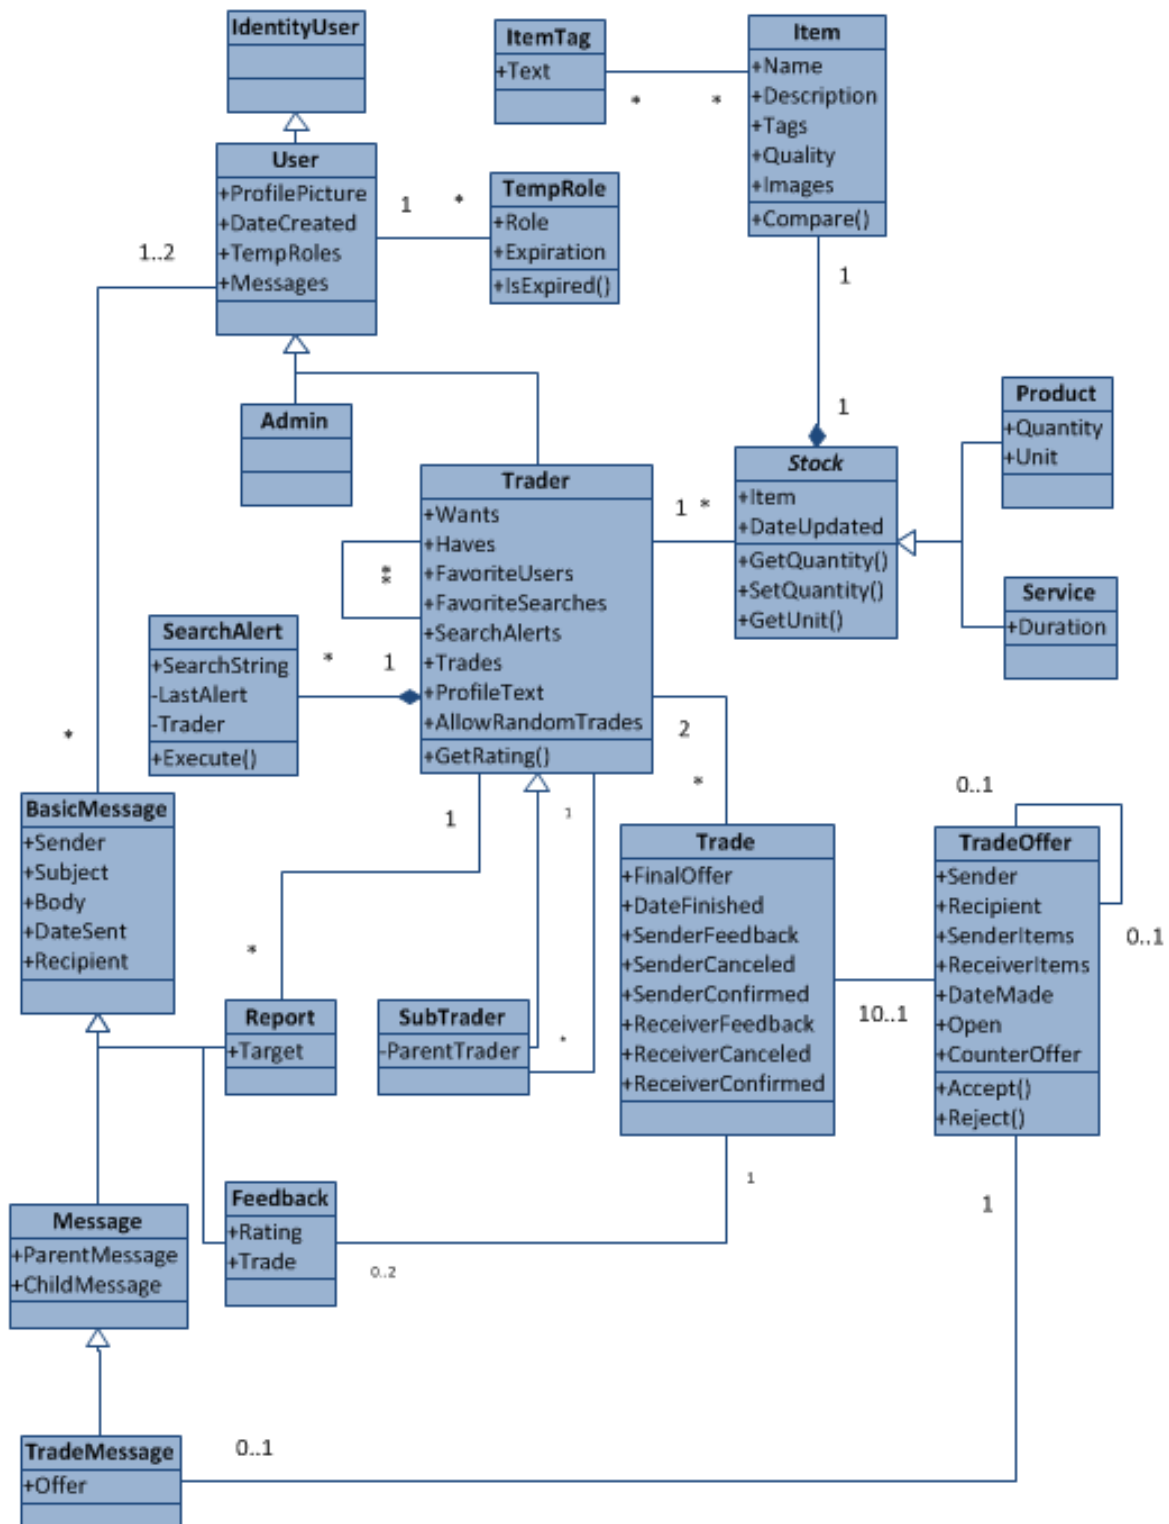 IdentityUser
ItemTag
+Text
*
*
Item
+Name
+Description
+Tags
+Quality
+Images
+Compare()
User
+ProfilePicture
+DateCreated
+TempRoles
+Messages
1
*
TempRole
+Role
+Expiration
+IsExpired()
1..2
1
1
Admin
Product
+Quantity
+Unit
Stock
+Item
+DateUpdated
+GetQuantity()
+SetQuantity()
+GetUnit()
Service
+Duration
Trader
+Wants
+Haves
+FavoriteUsers
+FavoriteSearches
+SearchAlerts
+Trades
+ProfileText
+AllowRandomTrades
+GetRating()
1
*
*
*
SearchAlert
+SearchString
-LastAlert
-Trader
+Execute()
*
1
2
*
*
BasicMessage
+Sender
+Subject
+Body
+DateSent
+Recipient
1
*
1
*
Trade
+FinalOffer
+DateFinished
+SenderFeedback
+SenderCanceled
+SenderConfirmed
+ReceiverFeedback
+ReceiverCanceled
+ReceiverConfirmed
0..1
TradeOffer
+Sender
+Recipient
+SenderItems
+ReceiverItems
+DateMade
+Open
+CounterOffer
+Accept()
+Reject()
0..1
10..1
Report
+Target
SubTrader
-ParentTrader
Feedback
+Rating
+Trade
0..2
1
1
Message
+ParentMessage
+ChildMessage
TradeMessage
+Offer
0..1